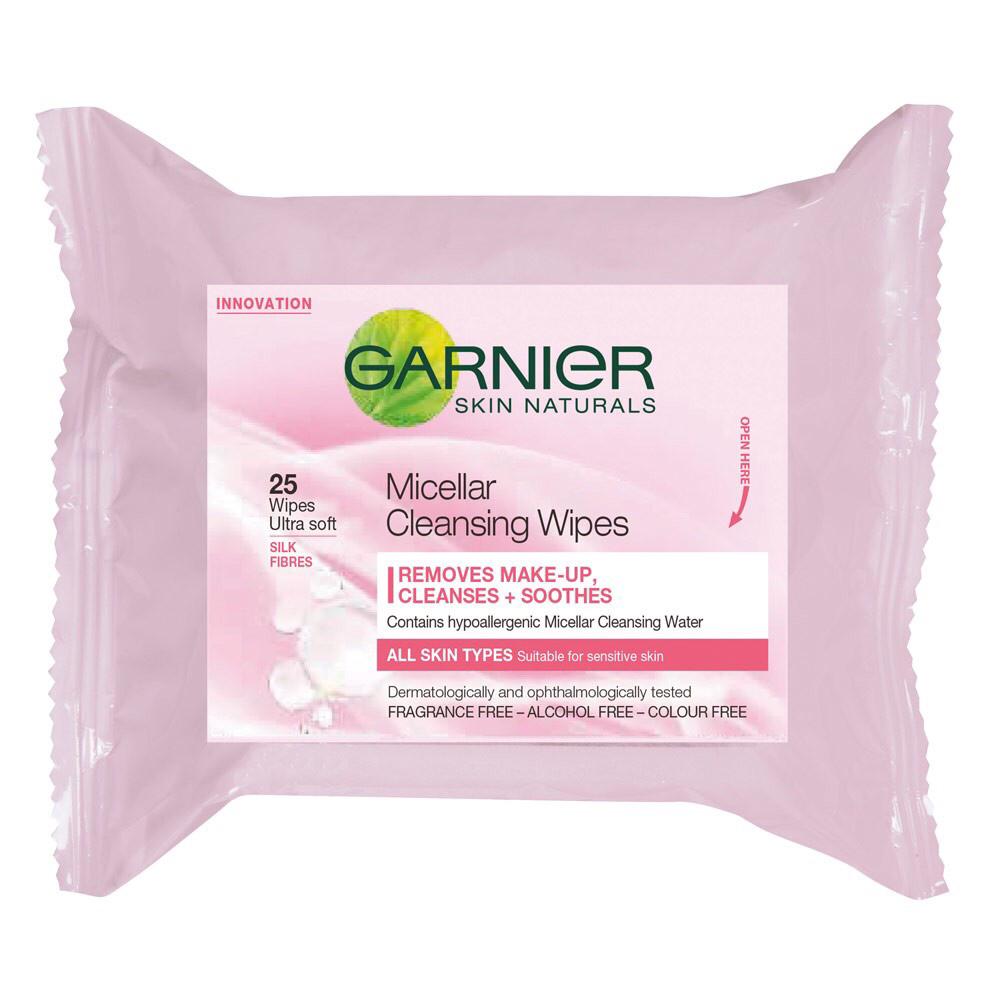 INNOVATION
GARNIER
SKIN NATURALS
OPEN HERE
25
Wipes
Ultra soft
SILK
FIBRES
Micellar
Cleansing Wipes
REMOVES MAKE-UP,
CLEANSES + SOOTHES
Contains hypoallergenic Micellar Cleansing Water
ALL SKIN TYPES Suitable for sensitive skin
Dermatologically and ophthalmologically tested
FRAGRANCE FREE – ALCOHOL FREE – COLOUR FREE